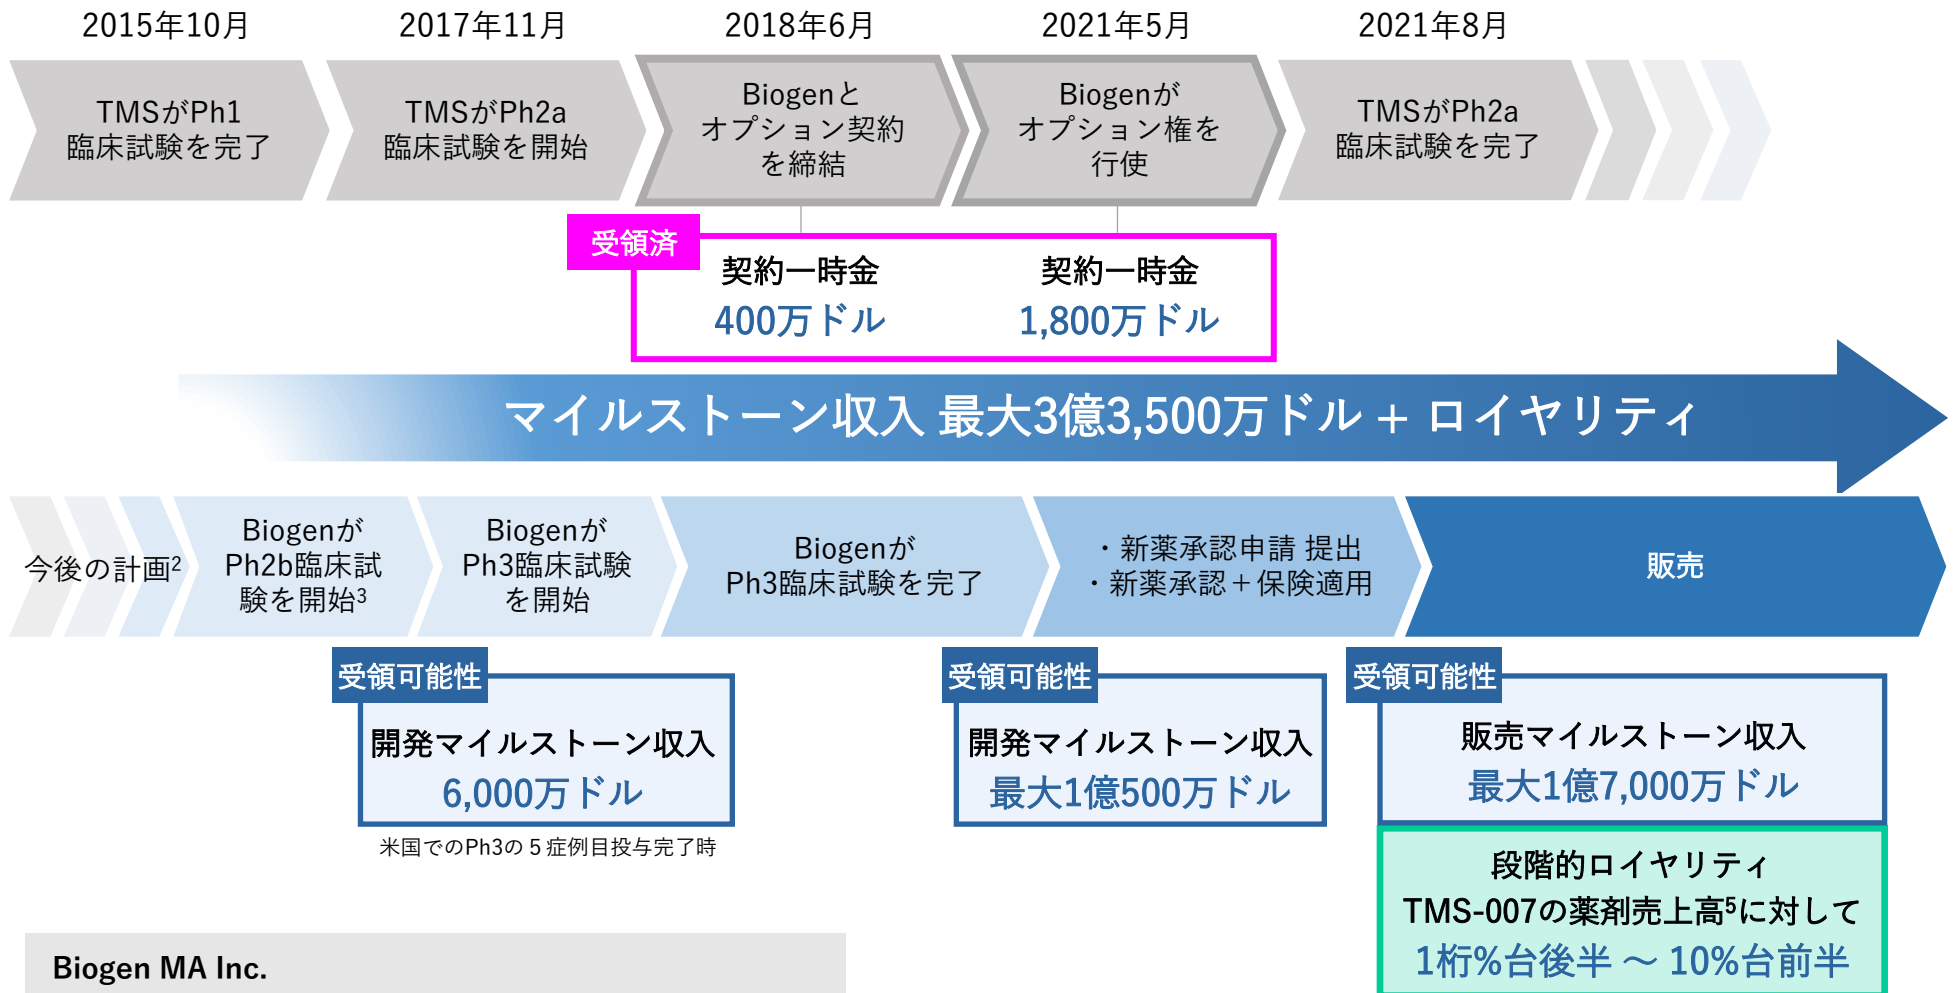 2015年10月
2017年11月
2018年6月
2021年5月
2021年8月
TMSがPh1
臨床試験を完了
TMSがPh2a
臨床試験を開始
Biogenと
オプション契約
を締結
Biogenが
オプション権を
行使
TMSがPh2a
臨床試験を完了
受領済
契約一時金
400万ドル
契約一時金
1,800万ドル
マイルストーン収入 最大3億3,500万ドル + ロイヤリティ
今後の計画2
Biogenが
Ph2b臨床試
験を開始3
Biogenが
Ph3臨床試験
を開始
Biogenが
Ph3臨床試験を完了
・新薬承認申請 提出
・新薬承認＋保険適用
販売
受領可能性
開発マイルストーン収入
6,000万ドル
米国でのPh3の５症例目投与完了時
受領可能性
開発マイルストーン収入
最大1億500万ドル
受領可能性
販売マイルストーン収入
最大1億7,000万ドル
段階的ロイヤリティ
TMS-007の薬剤売上高5に対して
1桁%台後半 ～ 10%台前半
Biogen MA Inc.